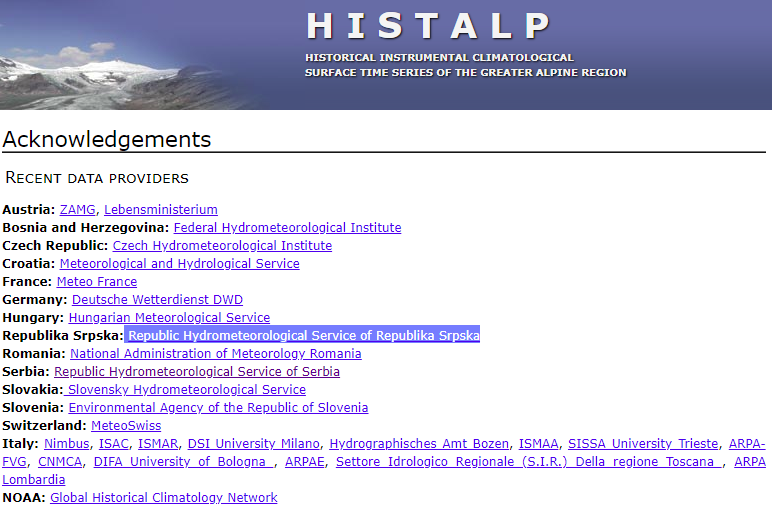 HISTALP
HISTORICAL INSTRUMENTAL CLIMATOLOGICAL
SURFACE TIME SERIES OF THE GREATER ALPINE REGION
Acknowledgements
RECENT DATA PROVIDERS
Austria: ZAMG, Lebensministerium
Bosnia and Herzegovina: Federal Hydrometeorological Institute
Czech Republic: Czech Hydrometeorological Institute
Croatia: Meteorological and Hydrological Service
France: Meteo France
Germany: Deutsche Wetterdienst DWD
Hungary: Hungarian Meteorological Service
Republika Srpska: Republic Hydrometeorological Service of Republika Srpska
Romania: National Administration of Meteorology Romania
Serbia: Republic Hydrometeorological Service of Serbia
Slovakia: Slovensky Hydrometeorological Service
Slovenia: Environmental Agency of the Republic of Slovenia
Switzerland: MeteoSwiss
Italy: Nimbus, ISAC, ISMAR, DSI University Milano, Hydrographisches Amt Bozen, ISMAA, SISSA University Trieste, ARPA-
FVG, CNMCA, DIFA University of Bologna , ARPAE, Settore Idrologico Regionale (S.I.R.) Della regione Toscana , ARPA
Lombardia
NOAA: Global Historical Climatology Network